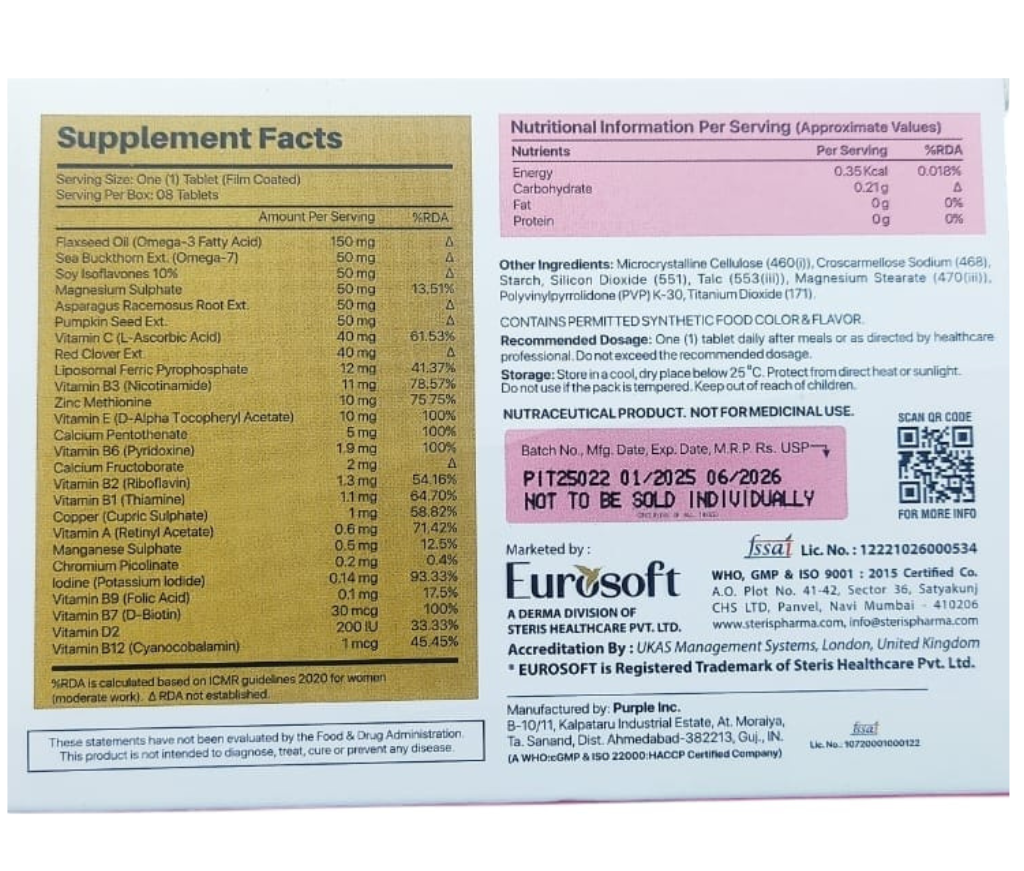 Supplement Facts
Serving Size: One (1) Tablet (Film Coated)
Serving Per Box: 08 Tablets
Amount Per Serving %RDA
Flaxseed Oil (Omega-3 Fatty Acid) 150 mg Δ
Sea Buckthorn Ext. (Omega-7) 50 mg Δ
Soy Isoflavones 10% 50 mg Δ
Magnesium Sulphate 50 mg 13.51%
Asparagus Racemosus Root Ext. 50 mg Δ
Pumpkin Seed Ext. 50 mg Δ
Vitamin C (L-Ascorbic Acid) 40 mg 61.53%
Red Clover Ext 40 mg Δ
Liposomal Ferric Pyrophosphate 12 mg 41.37%
Vitamin B3 (Nicotinamide) 11 mg 78.57%
Zinc Methionine 10 mg 75.75%
Vitamin E (D-Alpha Tocopheryl Acetate) 10 mg 100%
Calcium Pentothenate 5 mg 100%
Vitamin B6 (Pyridoxine) 1.9 mg 100%
Calcium Fructoborate 2 mg Δ
Vitamin B2 (Riboflavin) 1.3 mg 54.16%
Vitamin B1 (Thiamine) 1.1 mg 64.70%
Copper (Cupric Sulphate) 1 mg 58.82%
Vitamin A (Retinyl Acetate) 0.6 mg 71.42%
Manganese Sulphate 0.5 mg 12.5%
Chromium Picolinate 0.2 mg 0.4%
Iodine (Potassium Iodide) 0.14 mg 93.33%
Vitamin B9 (Folic Acid) 0.1 mg 17.5%
Vitamin B7 (D-Biotin) 30 mcg 100%
Vitamin D2 200 IU 33.33%
Vitamin B12 (Cyanocobalamin) 1 mcg 45.45%
%RDA is calculated based on ICMR guidelines 2020 for women
(moderate work). Δ RDA not established.
These statements have not been evaluated by the Food & Drug Administration.
This product is not intended to diagnose, treat, cure or prevent any disease.
Nutritional Information Per Serving (Approximate Values)
Nutrients Per Serving %RDA
Energy 0.35 Kcal 0.018%
Carbohydrate 0.21 g Δ
Fat 0 g 0%
Protein 0 g 0%
Other Ingredients: Microcrystalline Cellulose (460(i)), Croscarmellose Sodium (468),
Starch, Silicon Dioxide (551), Talc (553(iii)), Magnesium Stearate (470(iii)),
Polyvinylpyrrolidone (PVP) K-30, Titanium Dioxide (171).
CONTAINS PERMITTED SYNTHETIC FOOD COLOR & FLAVOR.
Recommended Dosage: One (1) tablet daily after meals or as directed by healthcare
professional. Do not exceed the recommended dosage.
Storage: Store in a cool, dry place below 25°C. Protect from direct heat or sunlight.
Do not use if the pack is tempered. Keep out of reach of children.
NUTRACEUTICAL PRODUCT. NOT FOR MEDICINAL USE.
Batch No., Mfg. Date, Exp. Date, M.R.P. Rs. USP
PIT25022 01/2025 06/2026
NOT TO BE SOLD INDIVIDUALLY
SCAN QR CODE
FOR MORE INFO
Marketed by :
Eurosoft
A DERMA DIVISION OF
STERIS HEALTHCARE PVT. LTD.
fssai Lic. No. : 12221026000534
WHO, GMP & ISO 9001 : 2015 Certified Co.
A.O. Plot No. 41-42, Sector 36, Satyakunj
CHS LTD, Panvel, Navi Mumbai - 410206
www.sterispharma.com, info@sterispharma.com
Accreditation By : UKAS Management Systems, London, United Kingdom
* EUROSOFT is Registered Trademark of Steris Healthcare Pvt. Ltd.
Manufactured by: Purple Inc.
B-10/11, Kalpataru Industrial Estate, At. Moraiya,
Ta. Sanand, Dist. Ahmedabad-382213, Guj., IN.
(A WHO:cGMP & ISO 22000:HACCP Certified Company)
fssai
Lic. No.: 10720001000122